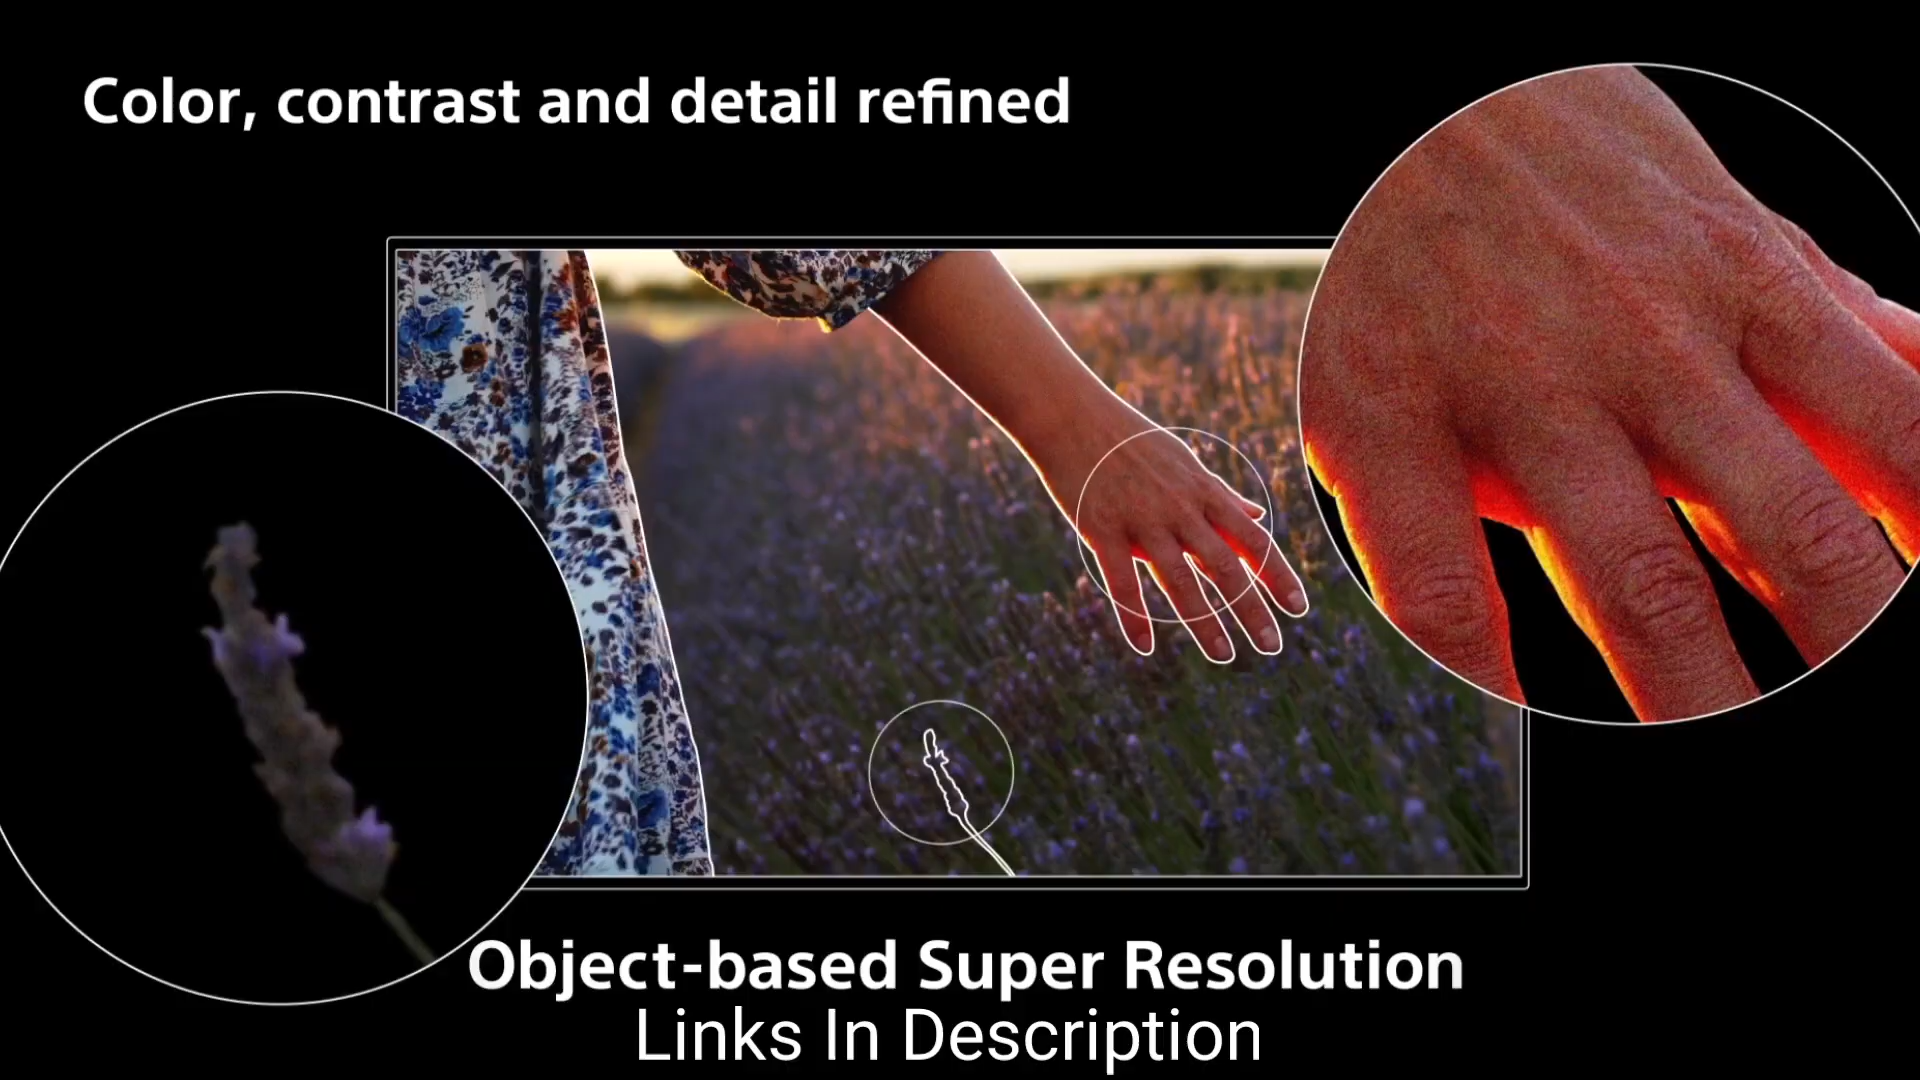 Color, contrast and detail refined
Object-based Super Resolution
Links In Description